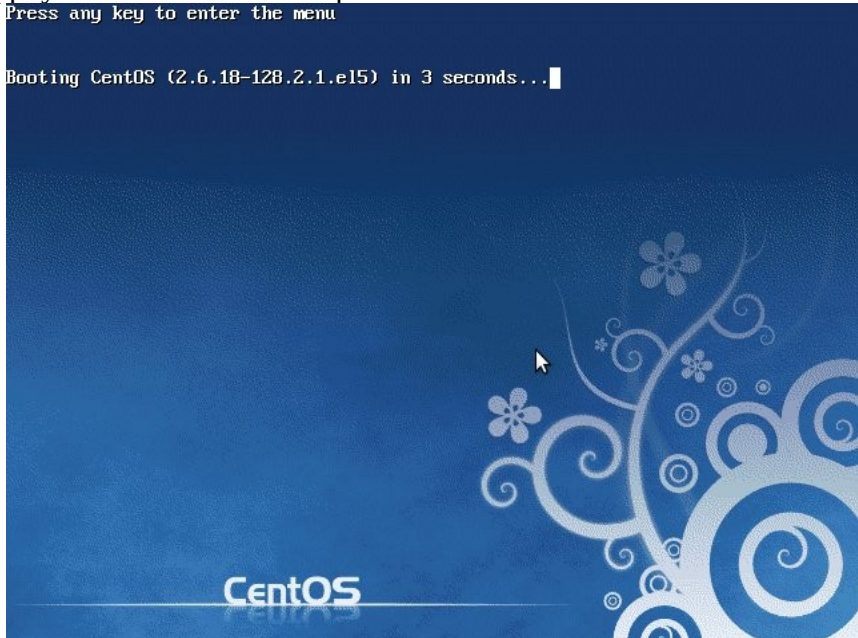 Press any key to enter the menu
Booting CentOS (2.6.18-128.2.1.el5) in 3 seconds...
CentOS